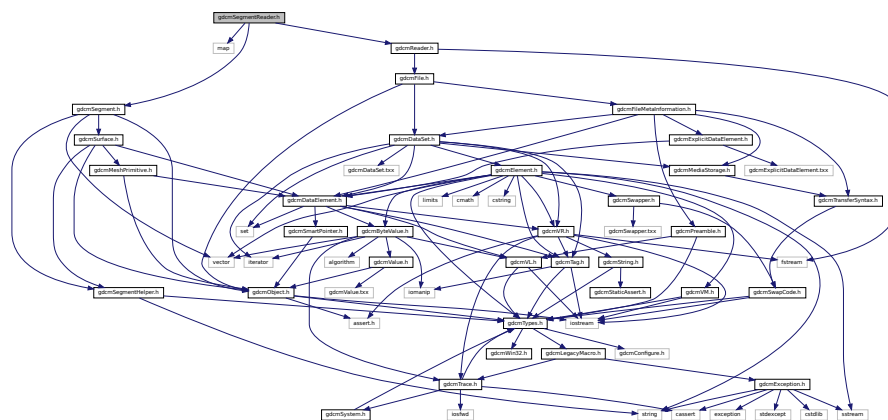 gdcmSegmentReader.h
map
gdcmReader.h
gdcmFile.h
gdcmSegment.h
gdcmFileMetaInformation.h
gdcmSurface.h
gdcmDataSet.h
gdcmExplicitDataElement.h
gdcmMeshPrimitive.h
gdcmDataSet.txx
gdcmElement.h
gdcmMediaStorage.h
gdcmExplicitDataElement.txx
gdcmDataElement.h
limits
cmath
cstring
gdcmSwapper.h
gdcmTransferSyntax.h
set
gdcmSmartPointer.h
gdcmByteValue.h
gdcmVR.h
gdcmSwapper.txx
gdcmPreamble.h
vector
iterator
algorithm
gdcmValue.h
gdcmVL.h
gdcmTag.h
gdcmString.h
fstream
gdcmSegmentHelper.h
gdcmObject.h
gdcmValue.txx
iomanip
gdcmStaticAssert.h
gdcmVM.h
gdcmSwapCode.h
assert.h
gdcmTypes.h
iostream
gdcmWin32.h
gdcmLegacyMacro.h
gdcmConfigure.h
gdcmTrace.h
gdcmException.h
gdcmSystem.h
iosfwd
string
cassert
exception
stdexcept
cstdlib
sstream